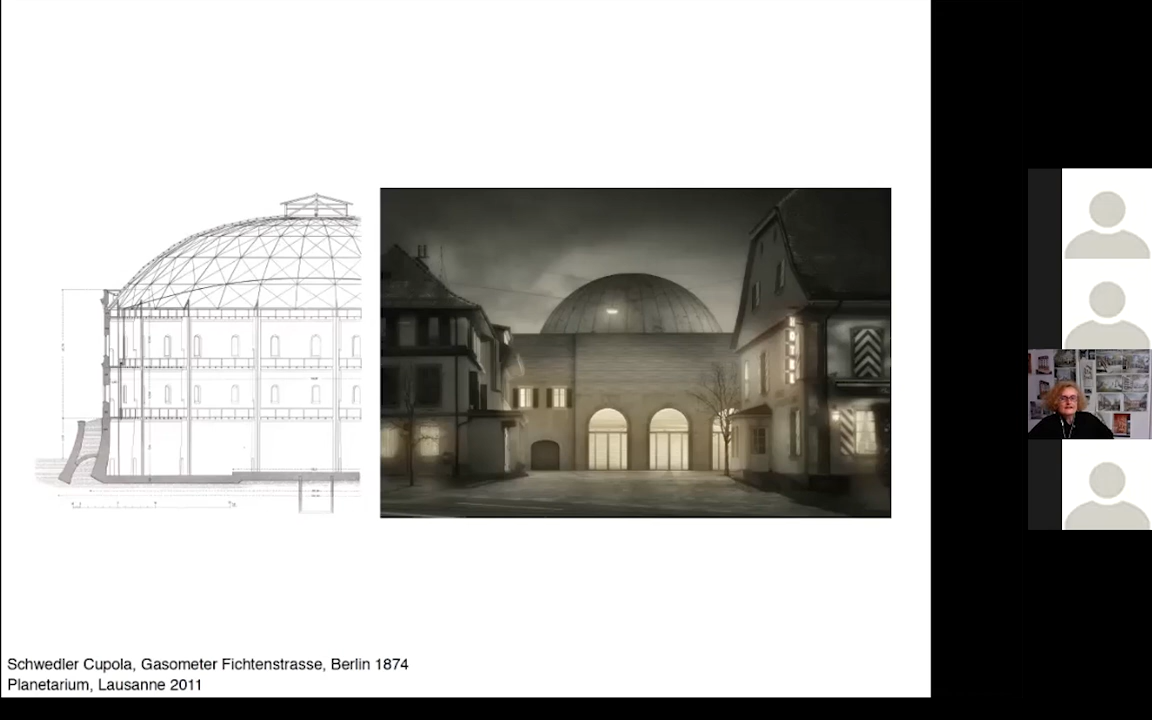 Schwedler Cupola, Gasometer Fichtenstrasse, Berlin 1874
Planetarium, Lausanne 2011